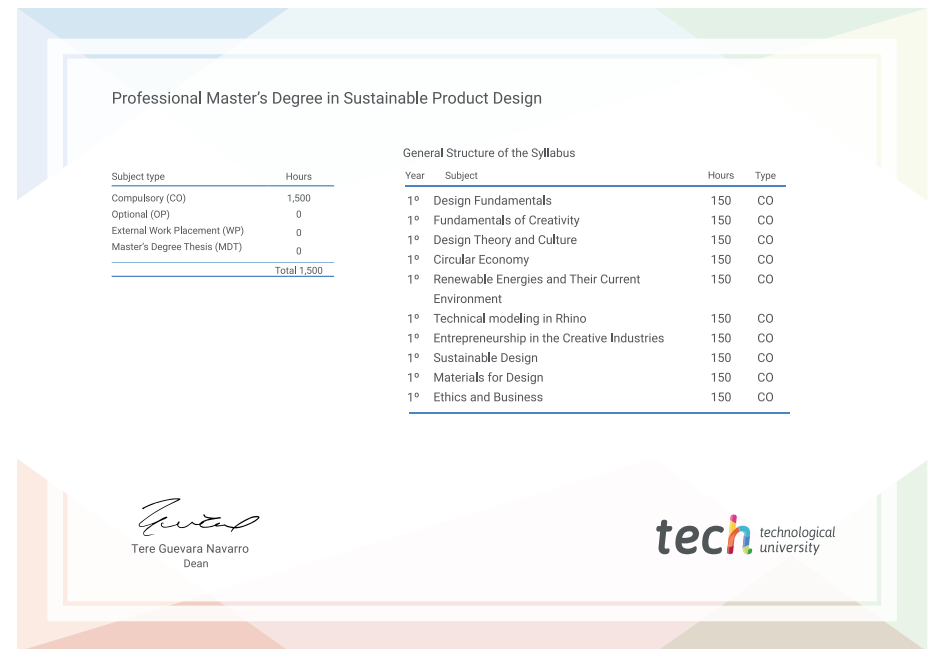 Professional Master's Degree in Sustainable Product Design
Subject type Hours
Compulsory (CO) 1,500
Optional (OP) 0
External Work Placement (WP) 0
Master's Degree Thesis (MDT) 0
Total 1,500
General Structure of the Syllabus
Year Subject Hours Type
1º Design Fundamentals 150 CO
1º Fundamentals of Creativity 150 CO
1º Design Theory and Culture 150 CO
1º Circular Economy 150 CO
1º Renewable Energies and Their Current 150 CO
Environment
1º Technical modeling in Rhino 150 CO
1º Entrepreneurship in the Creative Industries 150 CO
1º Sustainable Design 150 CO
1º Materials for Design 150 CO
1º Ethics and Business 150 CO
Tere Guevara Navarro
Dean
tech technological
university